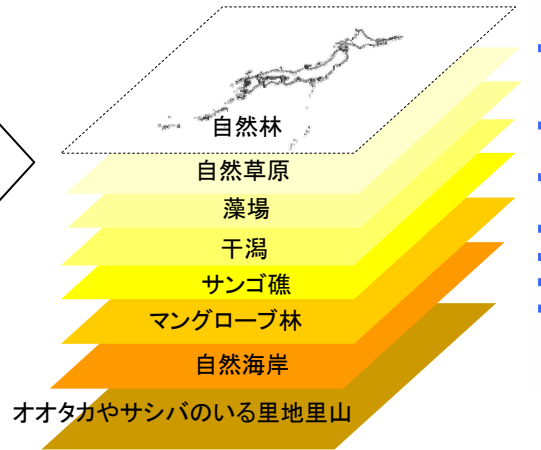 自然林
自然草原
藻場
干潟
サンゴ礁
マングローブ林
自然海岸
オオタカやサシバのいる里地里山